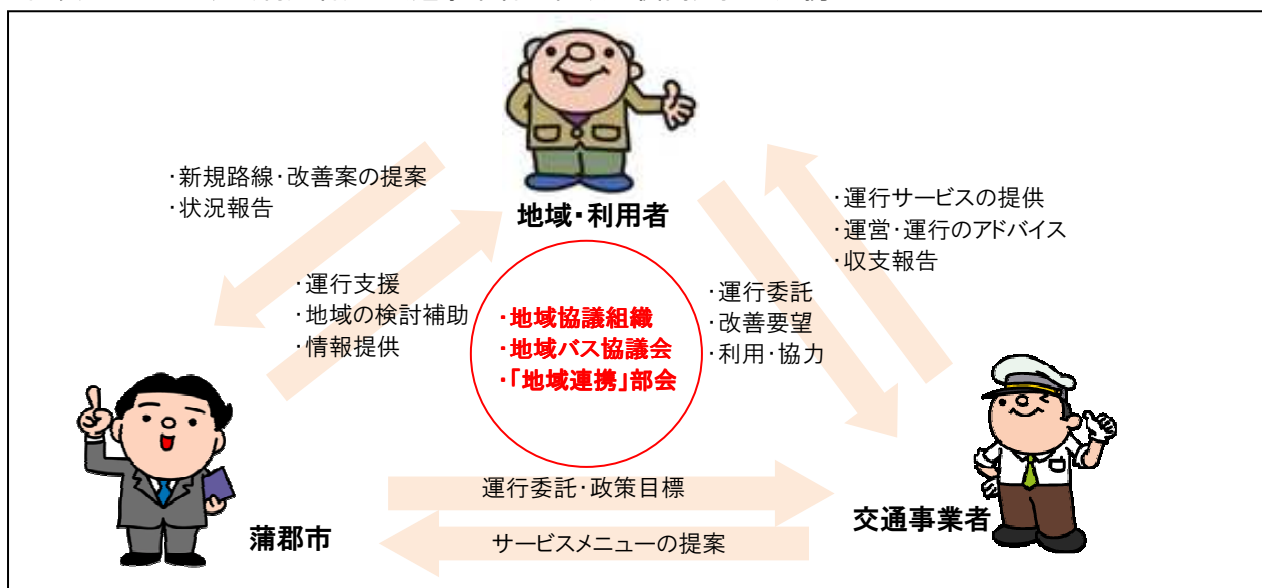 ・新規路線・改善案の提案
・状況報告
地域・利用者
・運行サービスの提供
・運営・運行のアドバイス
・収支報告
・運行支援
・地域の検討補助
・情報提供
・地域協議組織
・地域バス協議会
・「地域連携」部会
・運行委託
・改善要望
・利用・協力
運行委託・政策目標
サービスメニューの提案
蒲郡市
交通事業者